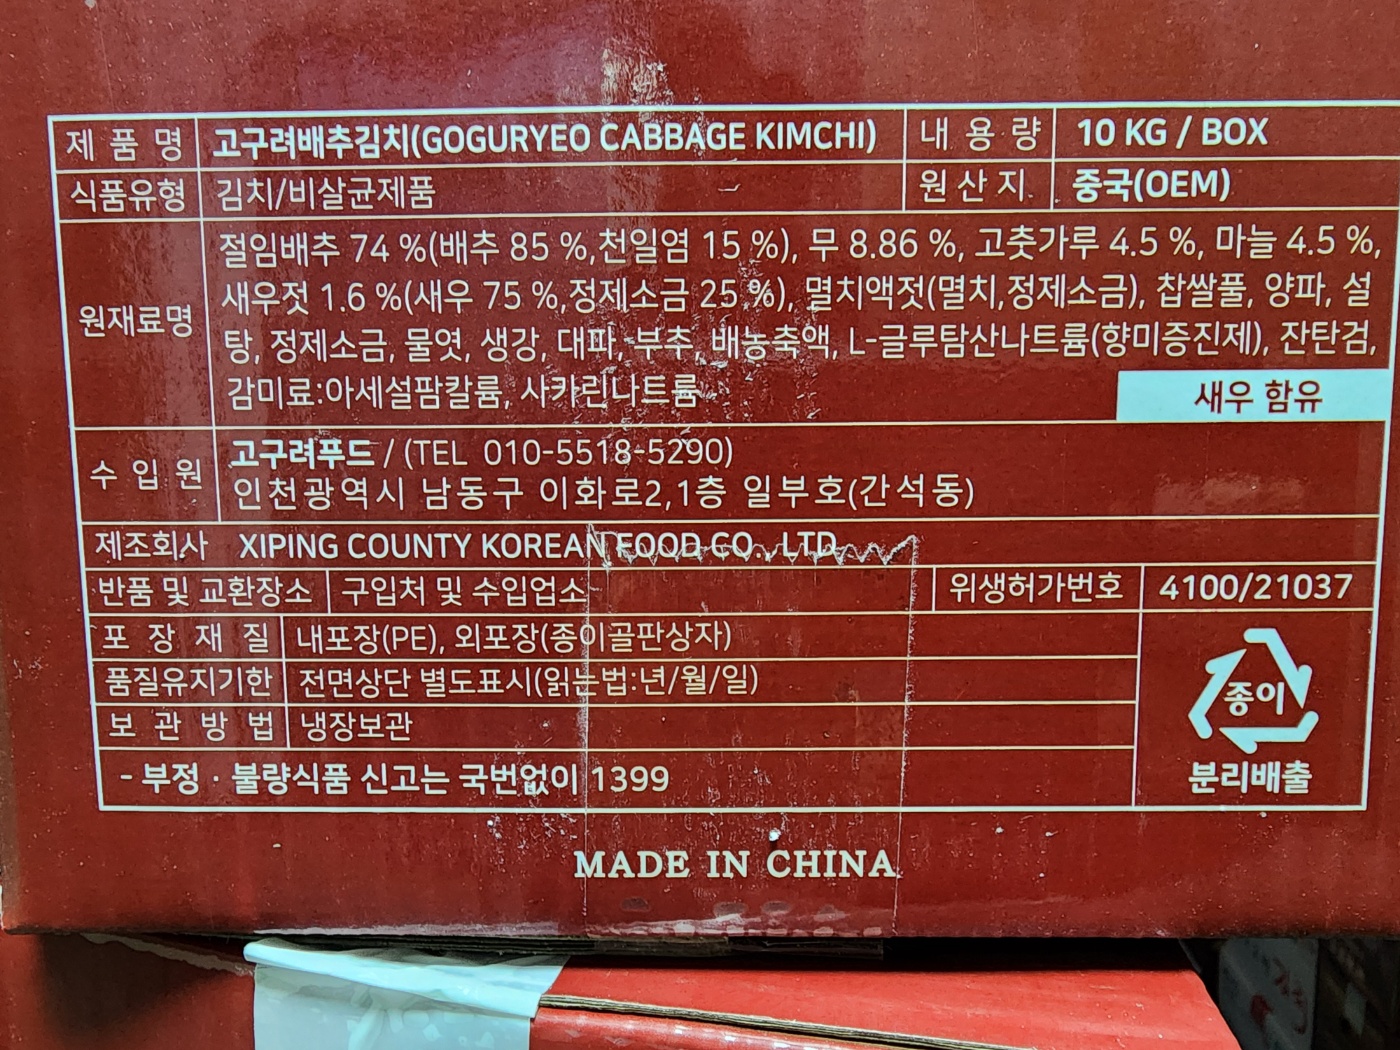 제 품 명 고구려배추김치(GOGURYEO CABBAGE KIMCHI) 내 용 량 10 KG / BOX
식품유형 김치/비살균제품 원 산 지 중국(OEM)
원재료명 절임배추 74 %(배추 85 %,천일염 15 %), 무 8.86 %, 고춧가루 4.5 %, 마늘 4.5 %,
새우젓 1.6 %(새우 75 %,정제소금 25 %), 멸치액젓(멸치,정제소금), 찹쌀풀, 양파, 설
탕, 정제소금, 물엿, 생강, 대파, 부추, 배농축액, L-글루탐산나트륨(향미증진제), 잔탄검,
감미료:아세설팜칼륨, 사카린나트륨
새우 함유
수 입 원 고구려푸드 / (TEL 010-5518-5290)
인천광역시 남동구 이화로2,1층 일부호(간석동)
제조회사 XIPING COUNTY KOREAN FOOD CO., LTD
반품 및 교환장소 구입처 및 수입업소 위생허가번호 4100/21037
포 장 재 질 내포장(PE), 외포장(종이골판상자)
품질유지기한 전면상단 별도표시(읽는법:년/월/일)
보 관 방 법 냉장보관
종이
분리배출
- 부정 · 불량식품 신고는 국번없이 1399
MADE IN CHINA